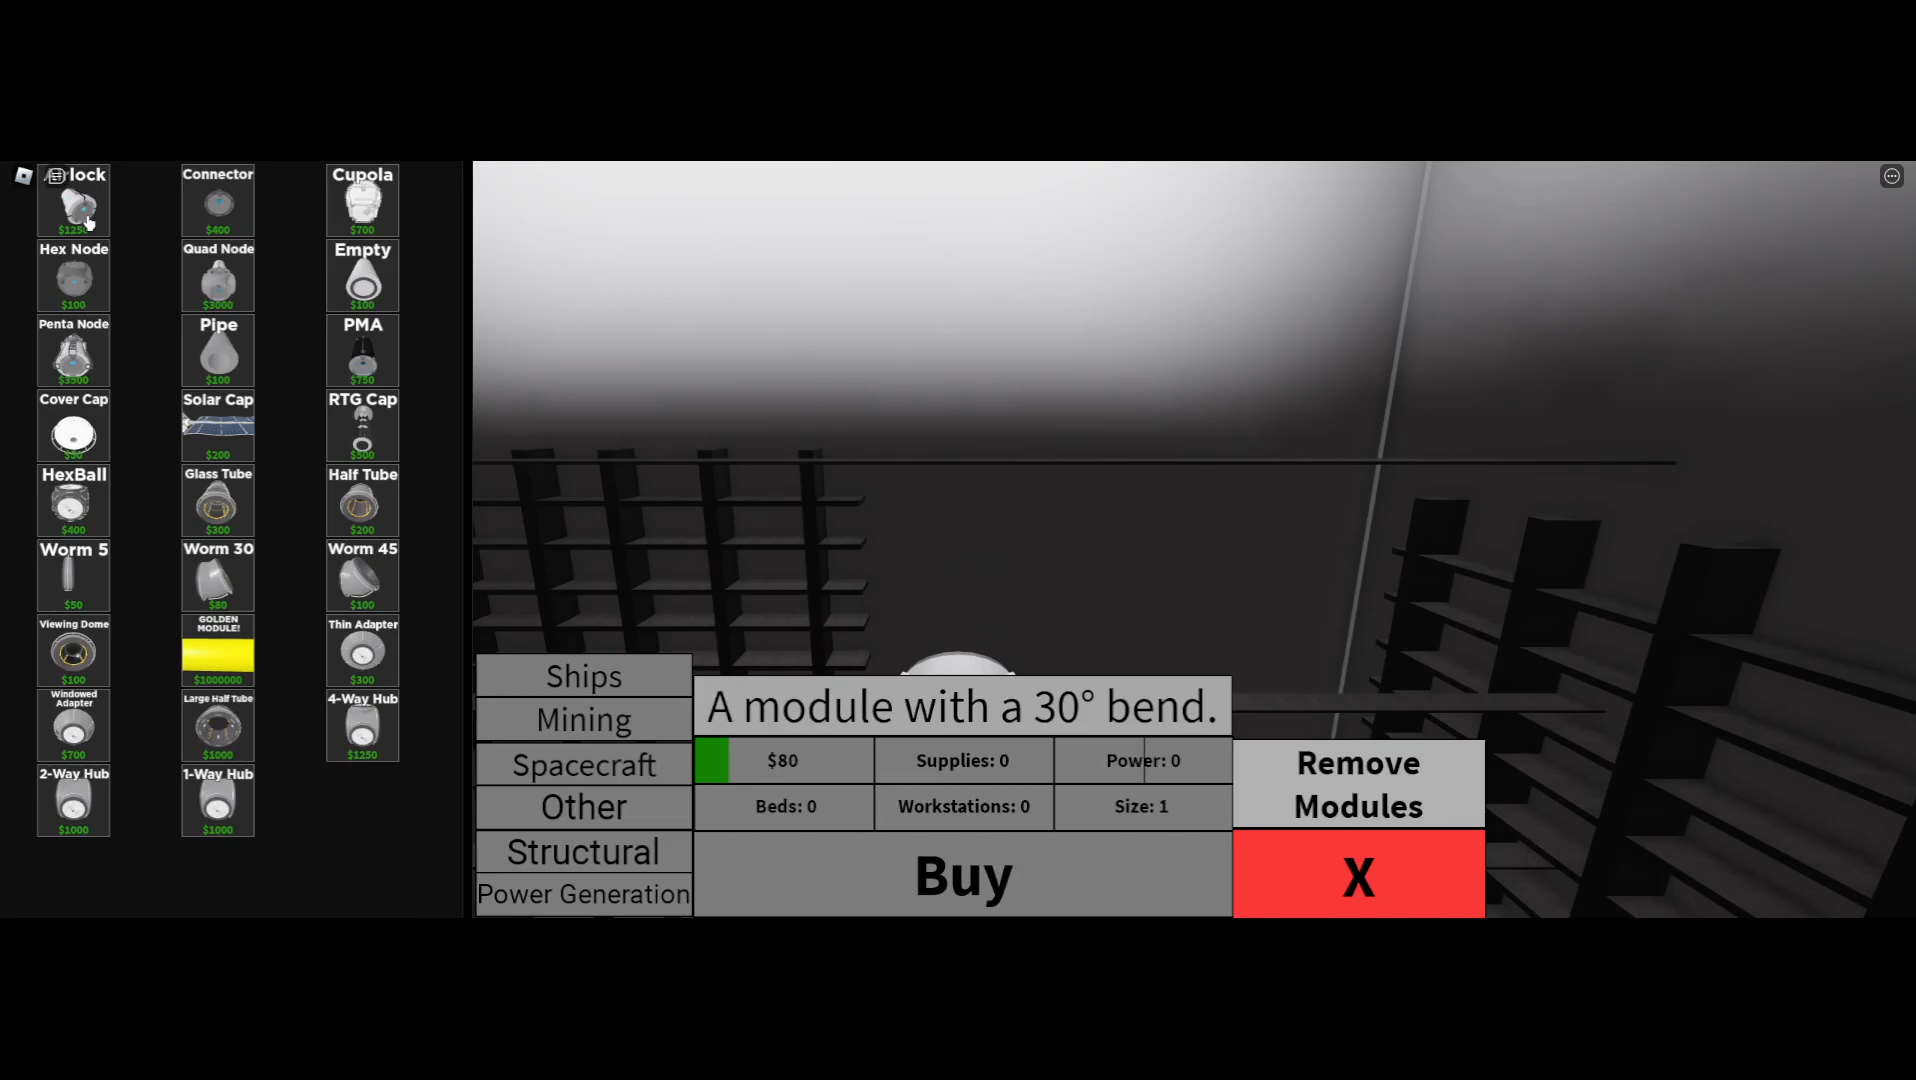 Airlock
Connector
Cupola
$1250
$400
$700
Hex Node
Quad Node
Empty
$100
$3000
$100
Penta Node
Pipe
PMA
$3500
$100
$750
Cover Cap
Solar Cap
RTG Cap
$50
$200
$500
HexBall
Glass Tube
Half Tube
$400
$300
$200
Worm 5
Worm 30
Worm 45
$50
$80
$100
Viewing Dome
GOLDEN
MODULE!
Thin Adapter
$100
$1000000
$300
Windowed
Adapter
Large Half Tube
4-Way Hub
$700
$1000
$1250
2-Way Hub
1-Way Hub
$1000
$1000
Ships
Mining
Spacecraft
Other
Structural
Power Generation
A module with a 30° bend.
$80
Supplies: 0
Power: 0
Beds: 0
Workstations: 0
Size: 1
Buy
Remove
Modules
X